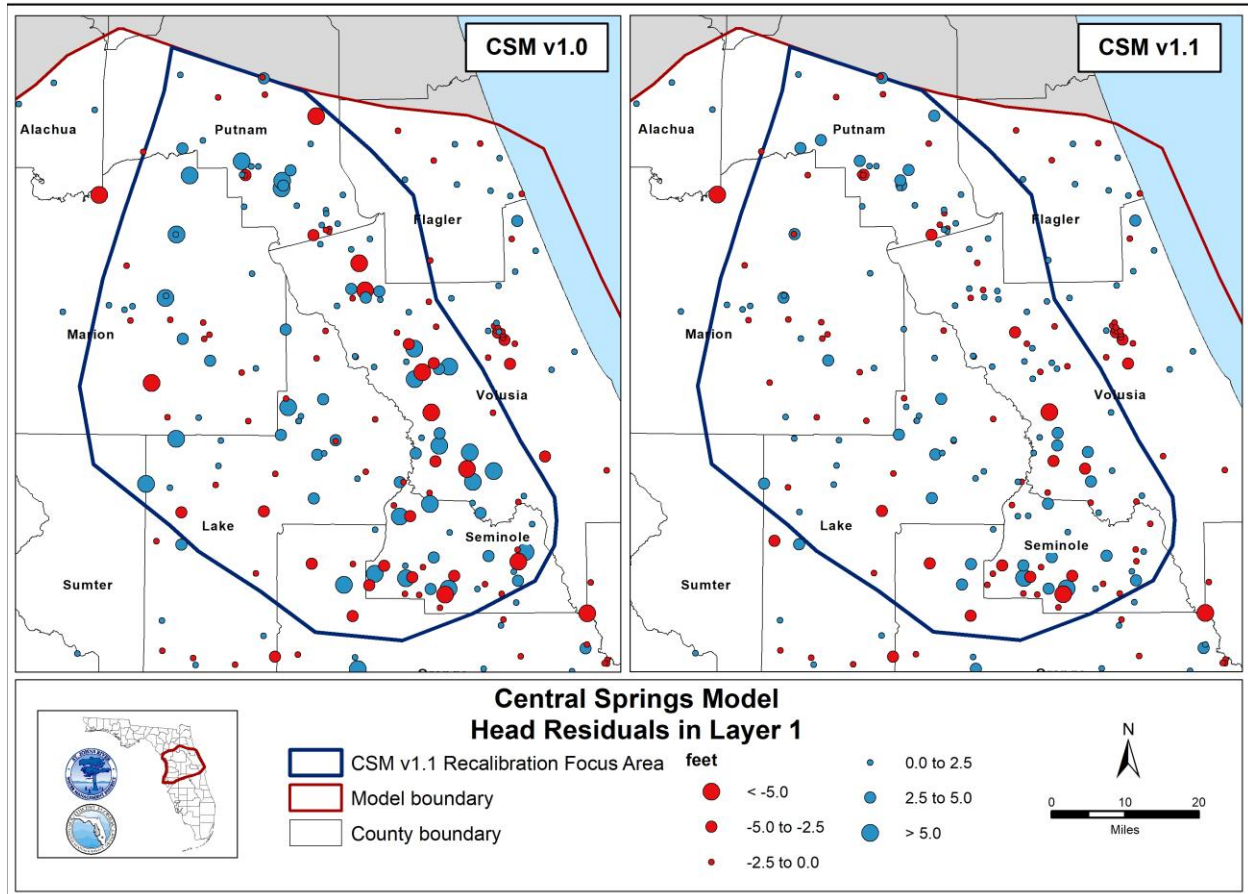 CSM v1.0
Alachua
Putnam
Flagler
Marion
Volusia
Lake
Seminole
Sumter
CSM v1.1
Alachua
Putnam
Flagler
Marion
Volusia
Lake
Seminole
Sumter
Central Springs Model
Head Residuals in Layer 1
CSM v1.1 Recalibration Focus Area
Model boundary
County boundary
feet
< -5.0
-5.0 to -2.5
-2.5 to 0.0
0.0 to 2.5
2.5 to 5.0
> 5.0
N
0 10 20
Miles